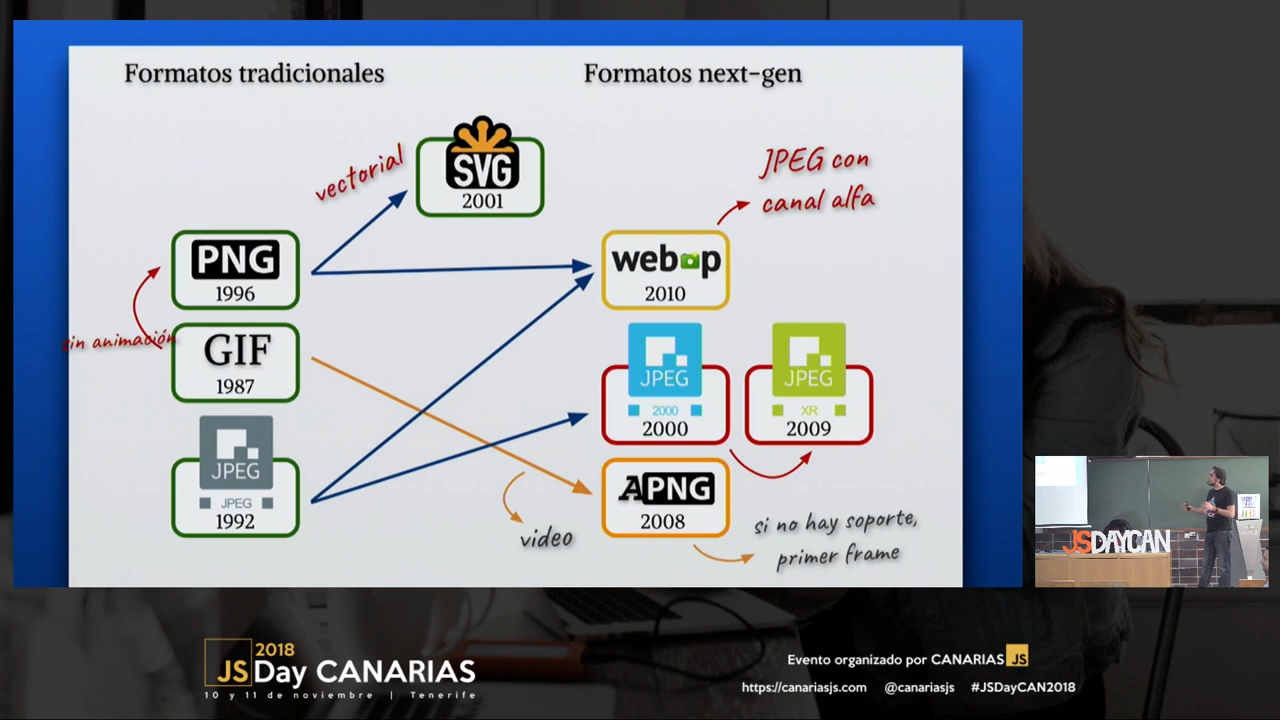 Formatos tradicionales
Formatos next-gen
vectorial
SVG
2001
JPEG con
canal alfa
PNG
1996
webp
2010
sin animación
GIF
1987
JPEG
2000
2000
JPEG
XR
2009
JPEG
JPEG
1992
APNG
2008
video
si no hay soporte,
primer frame
JSDAYCAN
2018
JSDay CANARIAS
10 y 11 de noviembre | Tenerife
Evento organizado por CANARIAS JS
https://canariasjs.com @canariasjs #JSDayCAN2018